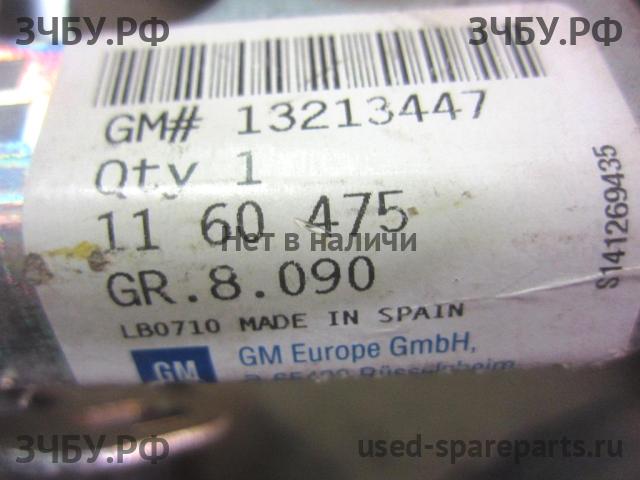 ЗЧБУ.РФ
ЗЧБУ.РФ
GM# 13213447
Qty 1
11 60 475
Нет в наличи
GR.8.090
S141269435
LB0710 MADE IN SPAIN
GM
GM Europe GmbH,
ЗЧБУ.РФ
used-spareparts.ru